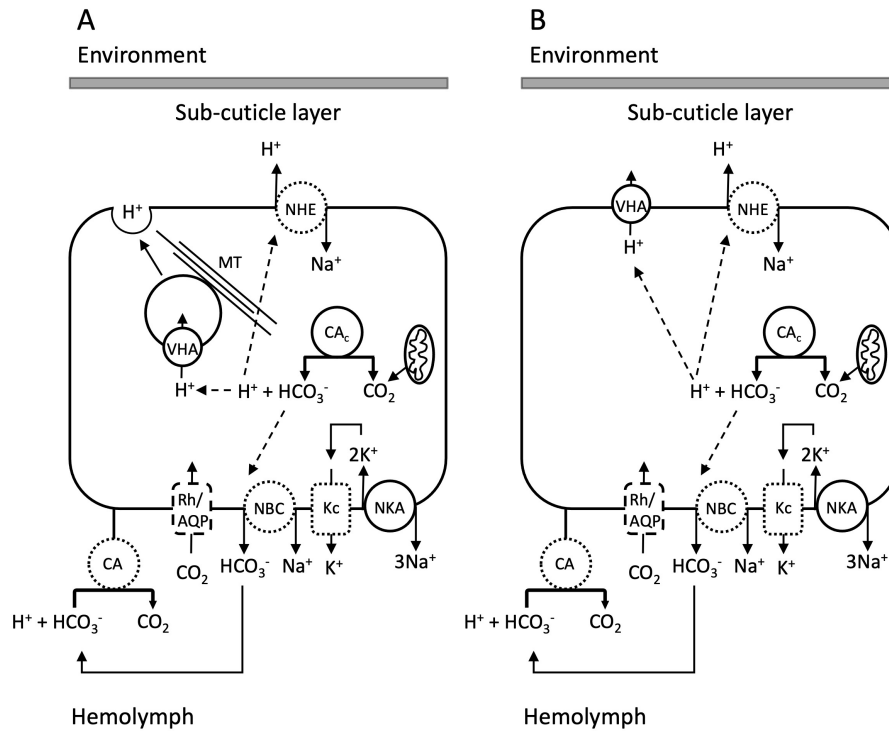 A
Environment
Sub-cuticle layer
H⁺
H⁺
NHE
MT
Na⁺
CAc
VHA
H⁺
H⁺ + HCO₃⁻
CO₂
2K⁺
Rh/
AQP
NBC
Kc
NKA
CA
CO₂
HCO₃⁻
Na⁺
K⁺
3Na⁺
H⁺ + HCO₃⁻
CO₂
Hemolymph
B
Environment
Sub-cuticle layer
H⁺
VHA
NHE
H⁺
Na⁺
CAc
H⁺ + HCO₃⁻
CO₂
2K⁺
Rh/
AQP
NBC
Kc
NKA
CA
CO₂
HCO₃⁻
Na⁺
K⁺
3Na⁺
H⁺ + HCO₃⁻
CO₂
Hemolymph